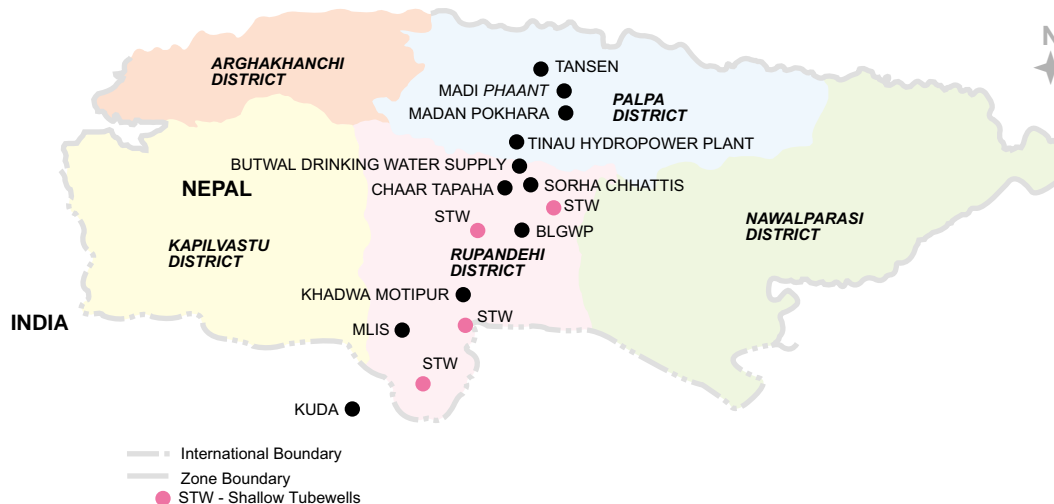 N
ARGHAKHANCHI
DISTRICT
TANSEN
MADI PHAANT
PALPA
DISTRICT
MADAN POKHARA
TINAU HYDROPOWER PLANT
BUTWAL DRINKING WATER SUPPLY
NEPAL
CHAAR TAPAHA
SORHA CHHATTIS
STW
STW
BLGWP
NAWALPARASI
DISTRICT
KAPILVASTU
DISTRICT
RUPANDEHI
DISTRICT
KHADWA MOTIPUR
INDIA
STW
MLIS
STW
KUDA
International Boundary
Zone Boundary
STW - Shallow Tubewells